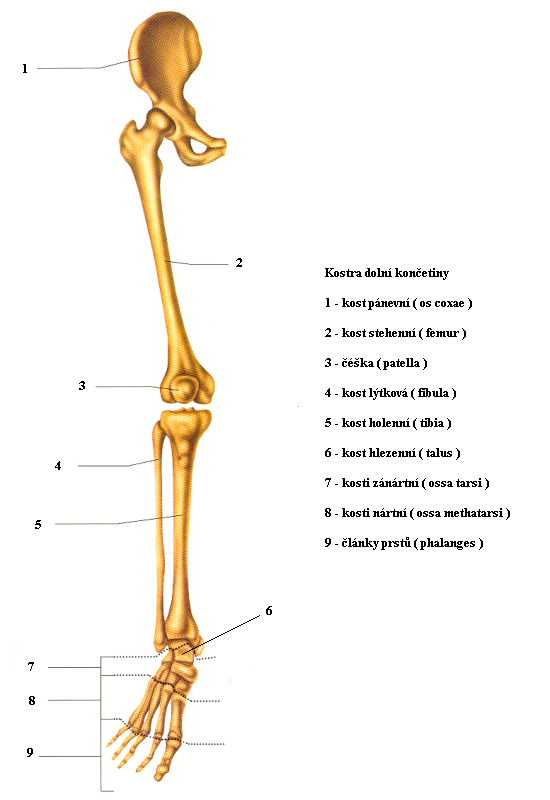 1
2
3
4
5
6
7
8
9
Kostra dolní končetiny
1 - kost pánevní ( os coxae )
2 - kost stehenní ( femur )
3 - čéška ( patella )
4 - kost lýtková ( fibula )
5 - kost holenní ( tibia )
6 - kost hlezenní ( talus )
7 - kosti zánártní ( ossa tarsi )
8 - kosti nártní ( ossa methatarsi )
9 - články prstů ( phalanges )